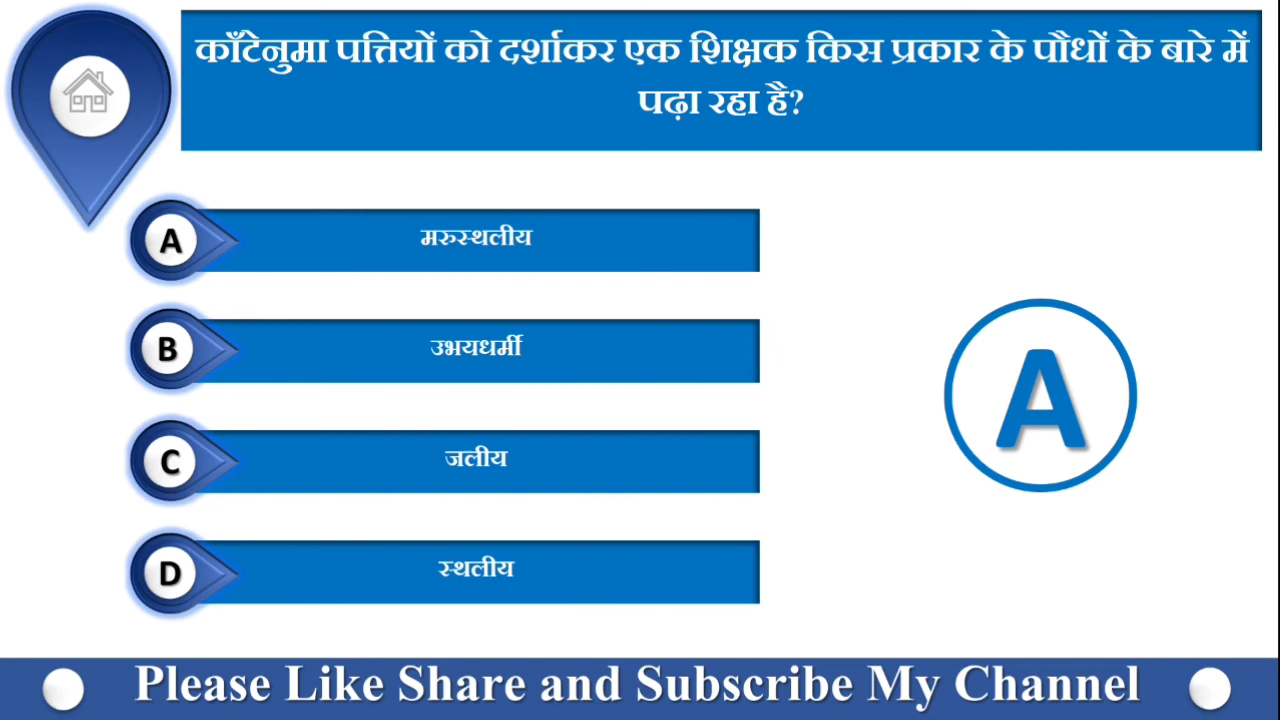 काँटेनुमा पत्तियों को दर्शाकर एक शिक्षक किस प्रकार के पौधों के बारे में
पढ़ा रहा है?
A मरुस्थलीय
B उभयधर्मी
C जलीय
D स्थलीय
A
Please Like Share and Subscribe My Channel